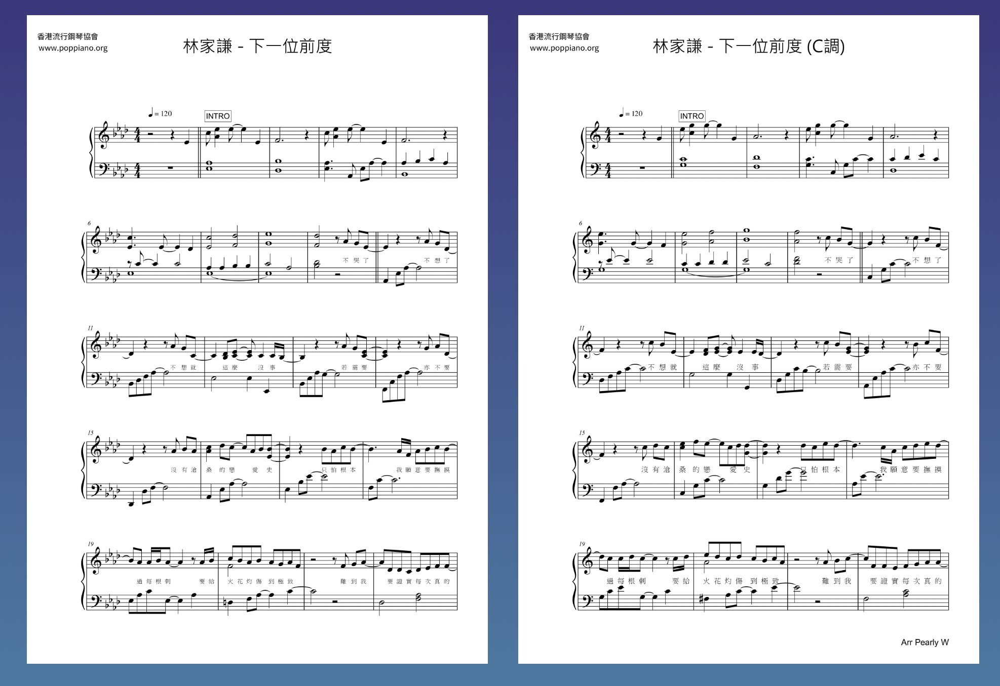 香港流行鋼琴協會
www.poppiano.org
林家謙 - 下一位前度
= 120
INTRO
6
不 哭 了 不 想 了
11
不 想 就 這 麼 沒 事 若 需 要 亦 不 要
15
沒 有 滄 桑 的 戀 愛 史 只 怕 根 本 我 願 意 要 撫 摸
19
過 每 根 刺 要 給 火 花 灼 傷 到 極 致 難 到 我 要 證 實 每 次 真 的
香港流行鋼琴協會
www.poppiano.org
林家謙 - 下一位前度 (C調)
= 120
INTRO
6
不 哭 了 不 想 了
11
不 想 就 這 麼 沒 事 若 需 要 亦 不 要
15
沒 有 滄 桑 的 戀 愛 史 只 怕 根 本 我 願 意 要 撫 摸
19
過 每 根 刺 要 給 火 花 灼 傷 到 極 致 難 到 我 要 證 實 每 次 真 的
Arr Pearly W